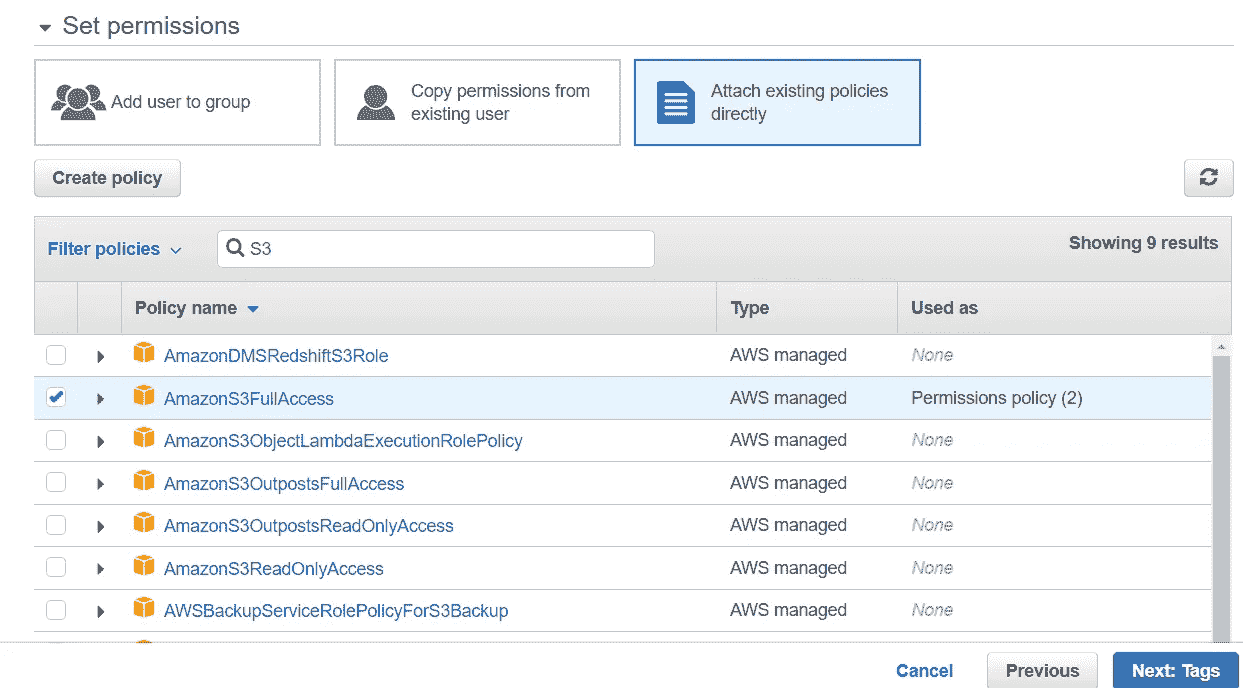 Set permissions
Add user to group
Copy permissions from
existing user
Attach existing policies
directly
Create policy
Filter policies
S3
Showing 9 results
Policy name Type Used as
AmazonDMSRedshiftS3Role AWS managed None
AmazonS3FullAccess AWS managed Permissions policy (2)
AmazonS3ObjectLambdaExecutionRolePolicy AWS managed None
AmazonS3OutpostsFullAccess AWS managed None
AmazonS3OutpostsReadOnlyAccess AWS managed None
AmazonS3ReadOnlyAccess AWS managed None
AWSBackupServiceRolePolicyForS3Backup AWS managed None
Cancel Previous Next: Tags